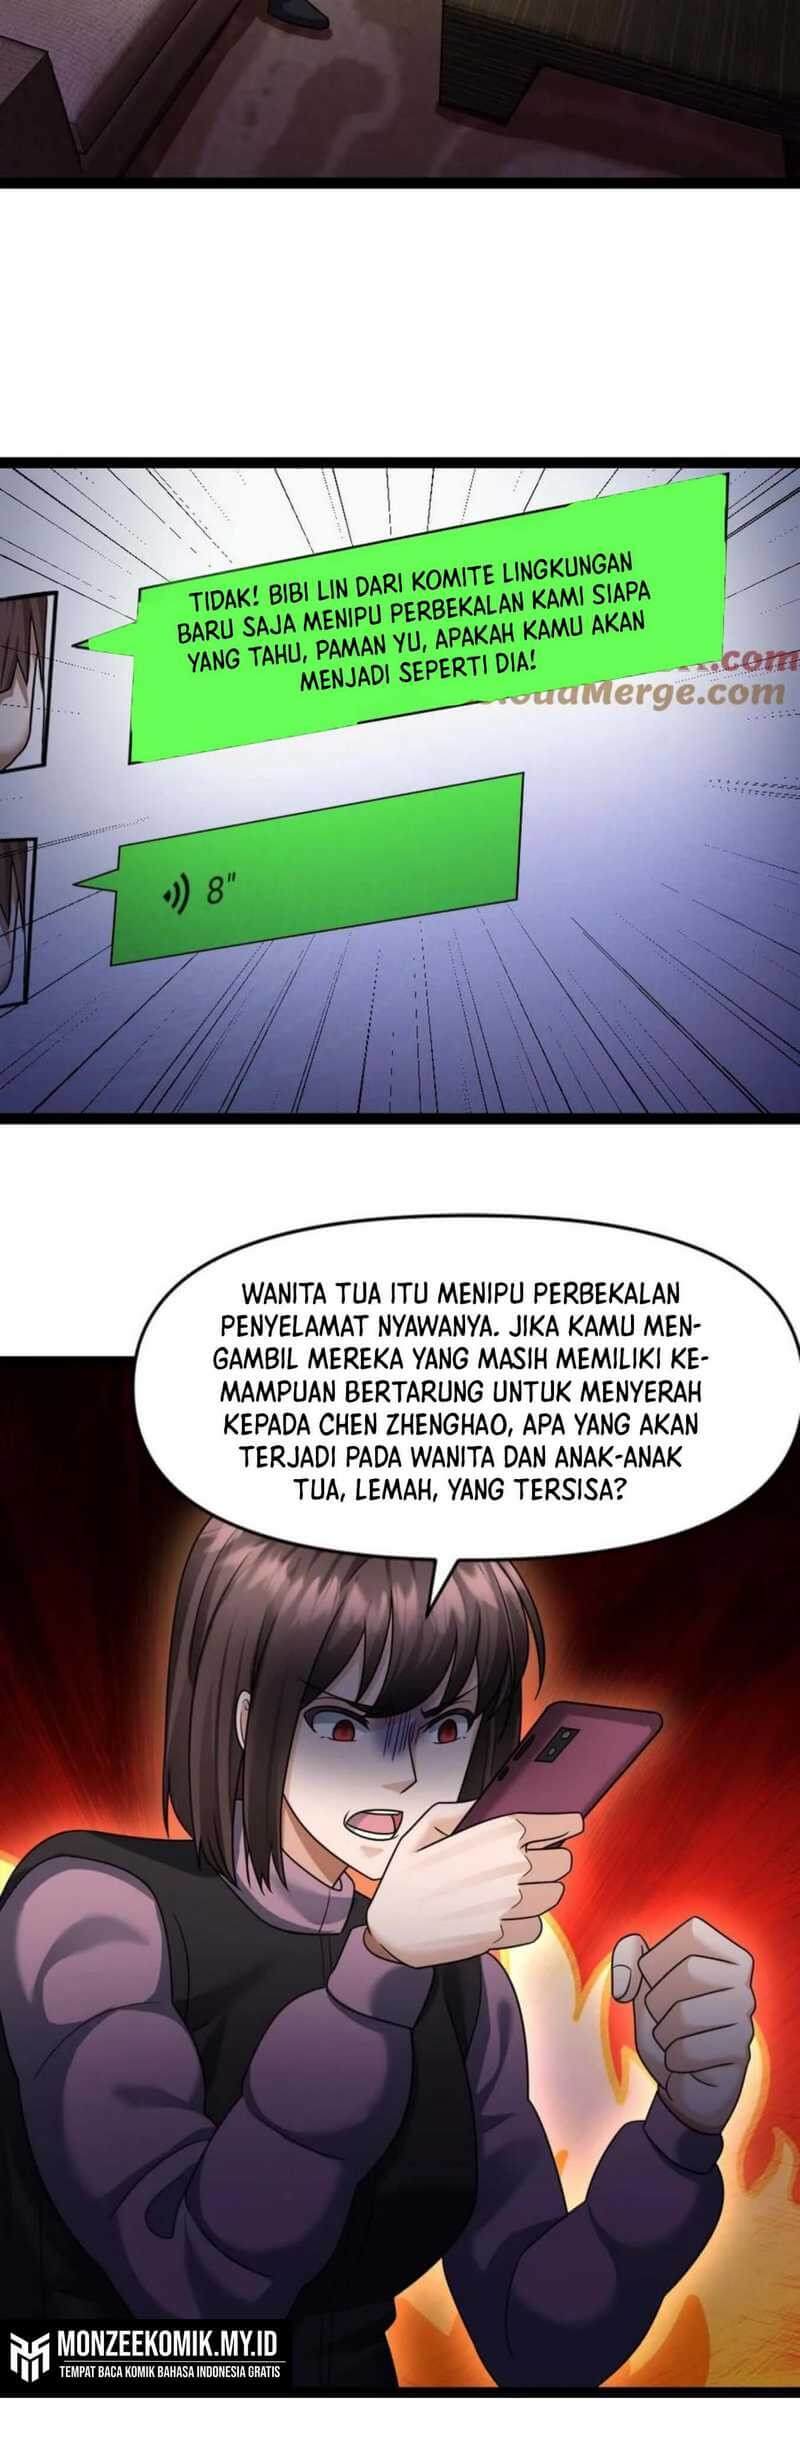 TIDAK! BIBI LIN DARI KOMITE LINGKUNGAN
BARU SAJA MENIPU PERBEKALAN KAMI SIAPA
YANG TAHU, PAMAN YU, APAKAH KAMU AKAN
MENJADI SEPERTI DIA!
.com
oudMerge.com
8"
WANITA TUA ITU MENIPU PERBEKALAN
PENYELAMAT NYAWANYA. JIKA KAMU MEN-
GAMBIL MEREKA YANG MASIH MEMILIKI KE-
MAMPUAN BERTARUNG UNTUK MENYERAH
KEPADA CHEN ZHENGHAO, APA YANG AKAN
TERJADI PADA WANITA DAN ANAK-ANAK
TUA, LEMAH, YANG TERSISA?
MONZEEKOMIK.MY.ID
TEMPAT BACA KOMIK BAHASA INDONESIA GRATIS